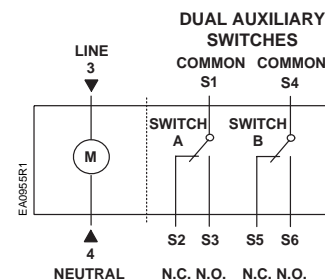 DUAL AUXILIARY
SWITCHES
LINE
3
COMMON COMMON
S1 S4
SWITCH
A
SWITCH
B
M
EA0955R1
4
NEUTRAL
S2 S3 S5 S6
N.C. N.O. N.C. N.O.